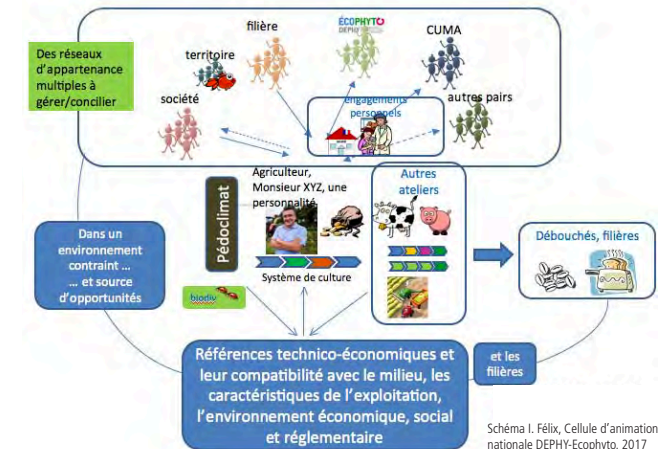 Des réseaux
d'appartenance
multiples à
gérer/concilier
société
territoire
filière
ÉCOPHYTO
DEPHY
CUMA
autres pairs
engagements
personnels
Dans un
environnement
contraint ...
... et source
d'opportunités
Pédoclimat
biodiv
Agriculteur,
Monsieur XYZ, une
personnalité
Système de culture
Autres
ateliers
Débouchés, filières
Références technico-économiques et
leur compatibilité avec le milieu, les
caractéristiques de l'exploitation,
l'environnement économique, social
et réglementaire
et les
filières
Schéma I. Félix, Cellule d'animation
nationale DEPHY-Ecophyto, 2017